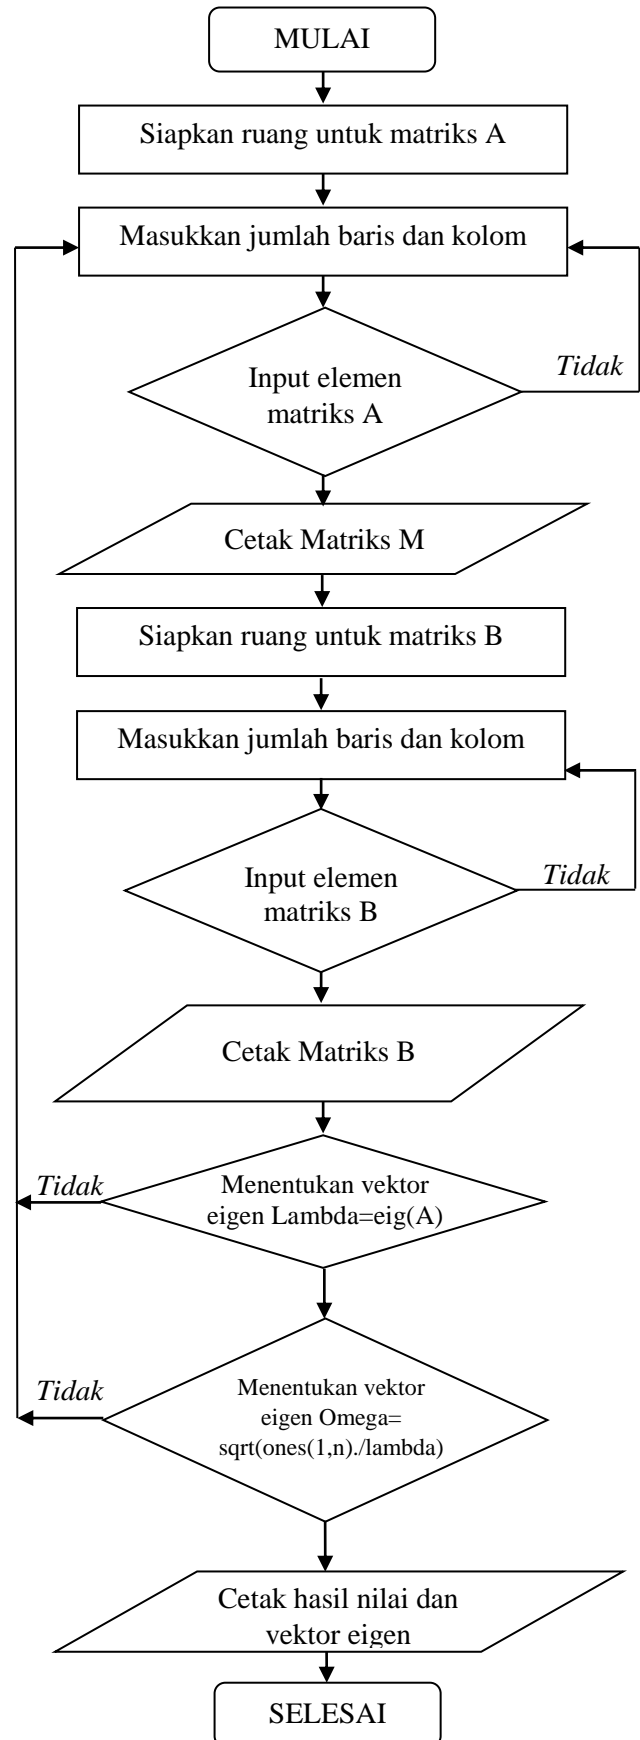 MULAI
Siapkan ruang untuk matriks A
Masukkan jumlah baris dan kolom
Tidak
Input elemen
matriks A
Cetak Matriks M
Siapkan ruang untuk matriks B
Masukkan jumlah baris dan kolom
Input elemen
Tidak
matriks B
Cetak Matriks B
Tidak
Menentukan vektor
eigen Lambda=eig(A)
Tidak
Menentukan vektor
eigen Omega=
sqrt(ones(1,n)./lambda)
Cetak hasil nilai dan
vektor eigen
SELESAI